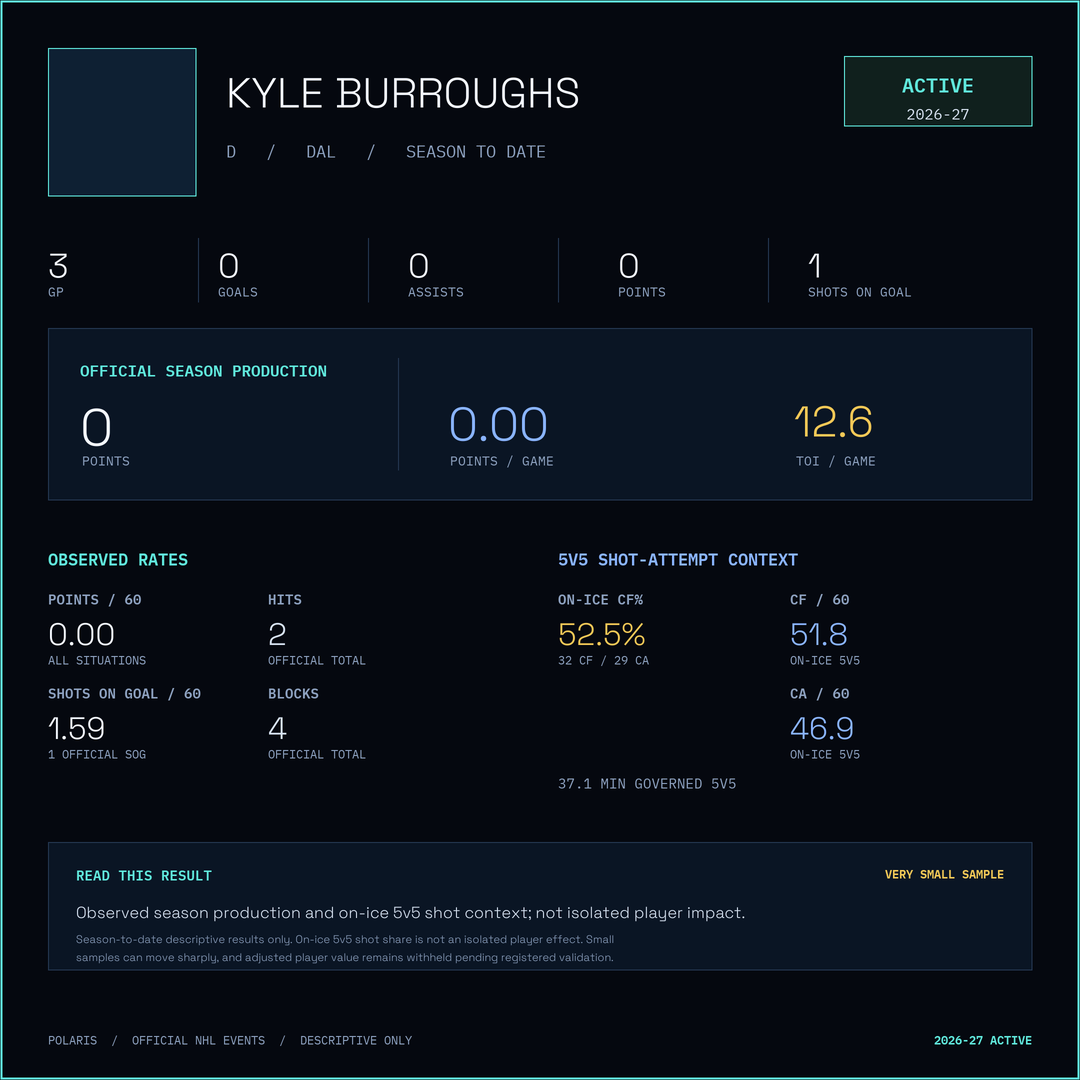 KYLE BURROUGHS
D / DAL / SEASON TO DATE
ACTIVE
2026-27
3
GP
0
GOALS
0
ASSISTS
0
POINTS
1
SHOTS ON GOAL
OFFICIAL SEASON PRODUCTION
0
POINTS
0.00
POINTS / GAME
12.6
TOI / GAME
OBSERVED RATES
POINTS / 60
0.00
ALL SITUATIONS
HITS
2
OFFICIAL TOTAL
SHOTS ON GOAL / 60
1.59
1 OFFICIAL SOG
BLOCKS
4
OFFICIAL TOTAL
5V5 SHOT-ATTEMPT CONTEXT
ON-ICE CF%
52.5%
32 CF / 29 CA
CF / 60
51.8
ON-ICE 5V5
CA / 60
46.9
ON-ICE 5V5
37.1 MIN GOVERNED 5V5
READ THIS RESULT
VERY SMALL SAMPLE
Observed season production and on-ice 5v5 shot context; not isolated player impact.
Season-to-date descriptive results only. On-ice 5v5 shot share is not an isolated player effect. Small
samples can move sharply, and adjusted player value remains withheld pending registered validation.
POLARIS / OFFICIAL NHL EVENTS / DESCRIPTIVE ONLY
2026-27 ACTIVE